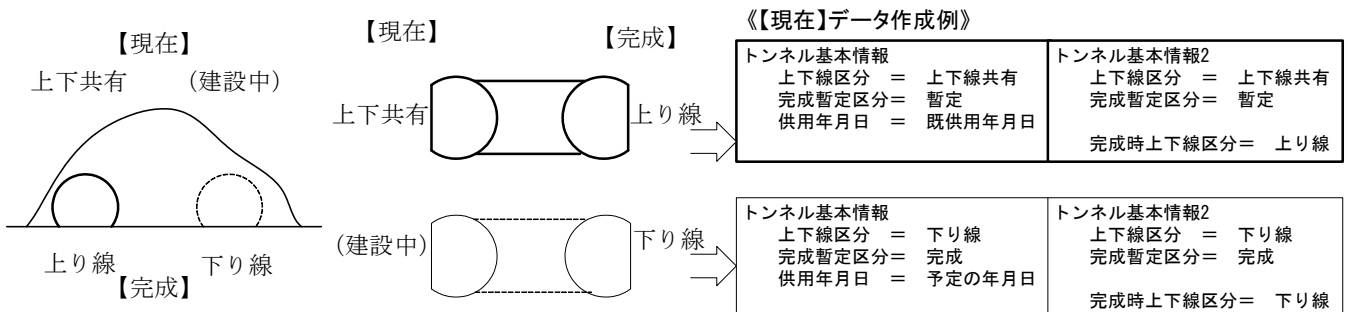 【現在】
上下共有 (建設中)
上り線 下り線
【完成】
【現在】 【完成】
上下共有 上り線
(建設中) 下り線
《【現在】データ作成例》
トンネル基本情報
上下線区分 = 上下線共有
完成暫定区分= 暫定
供用年月日 = 既供用年月日
トンネル基本情報2
上下線区分 = 上下線共有
完成暫定区分= 暫定
完成時上下線区分= 上り線
トンネル基本情報
上下線区分 = 下り線
完成暫定区分= 完成
供用年月日 = 予定の年月日
トンネル基本情報2
上下線区分 = 下り線
完成暫定区分= 完成
完成時上下線区分= 下り線